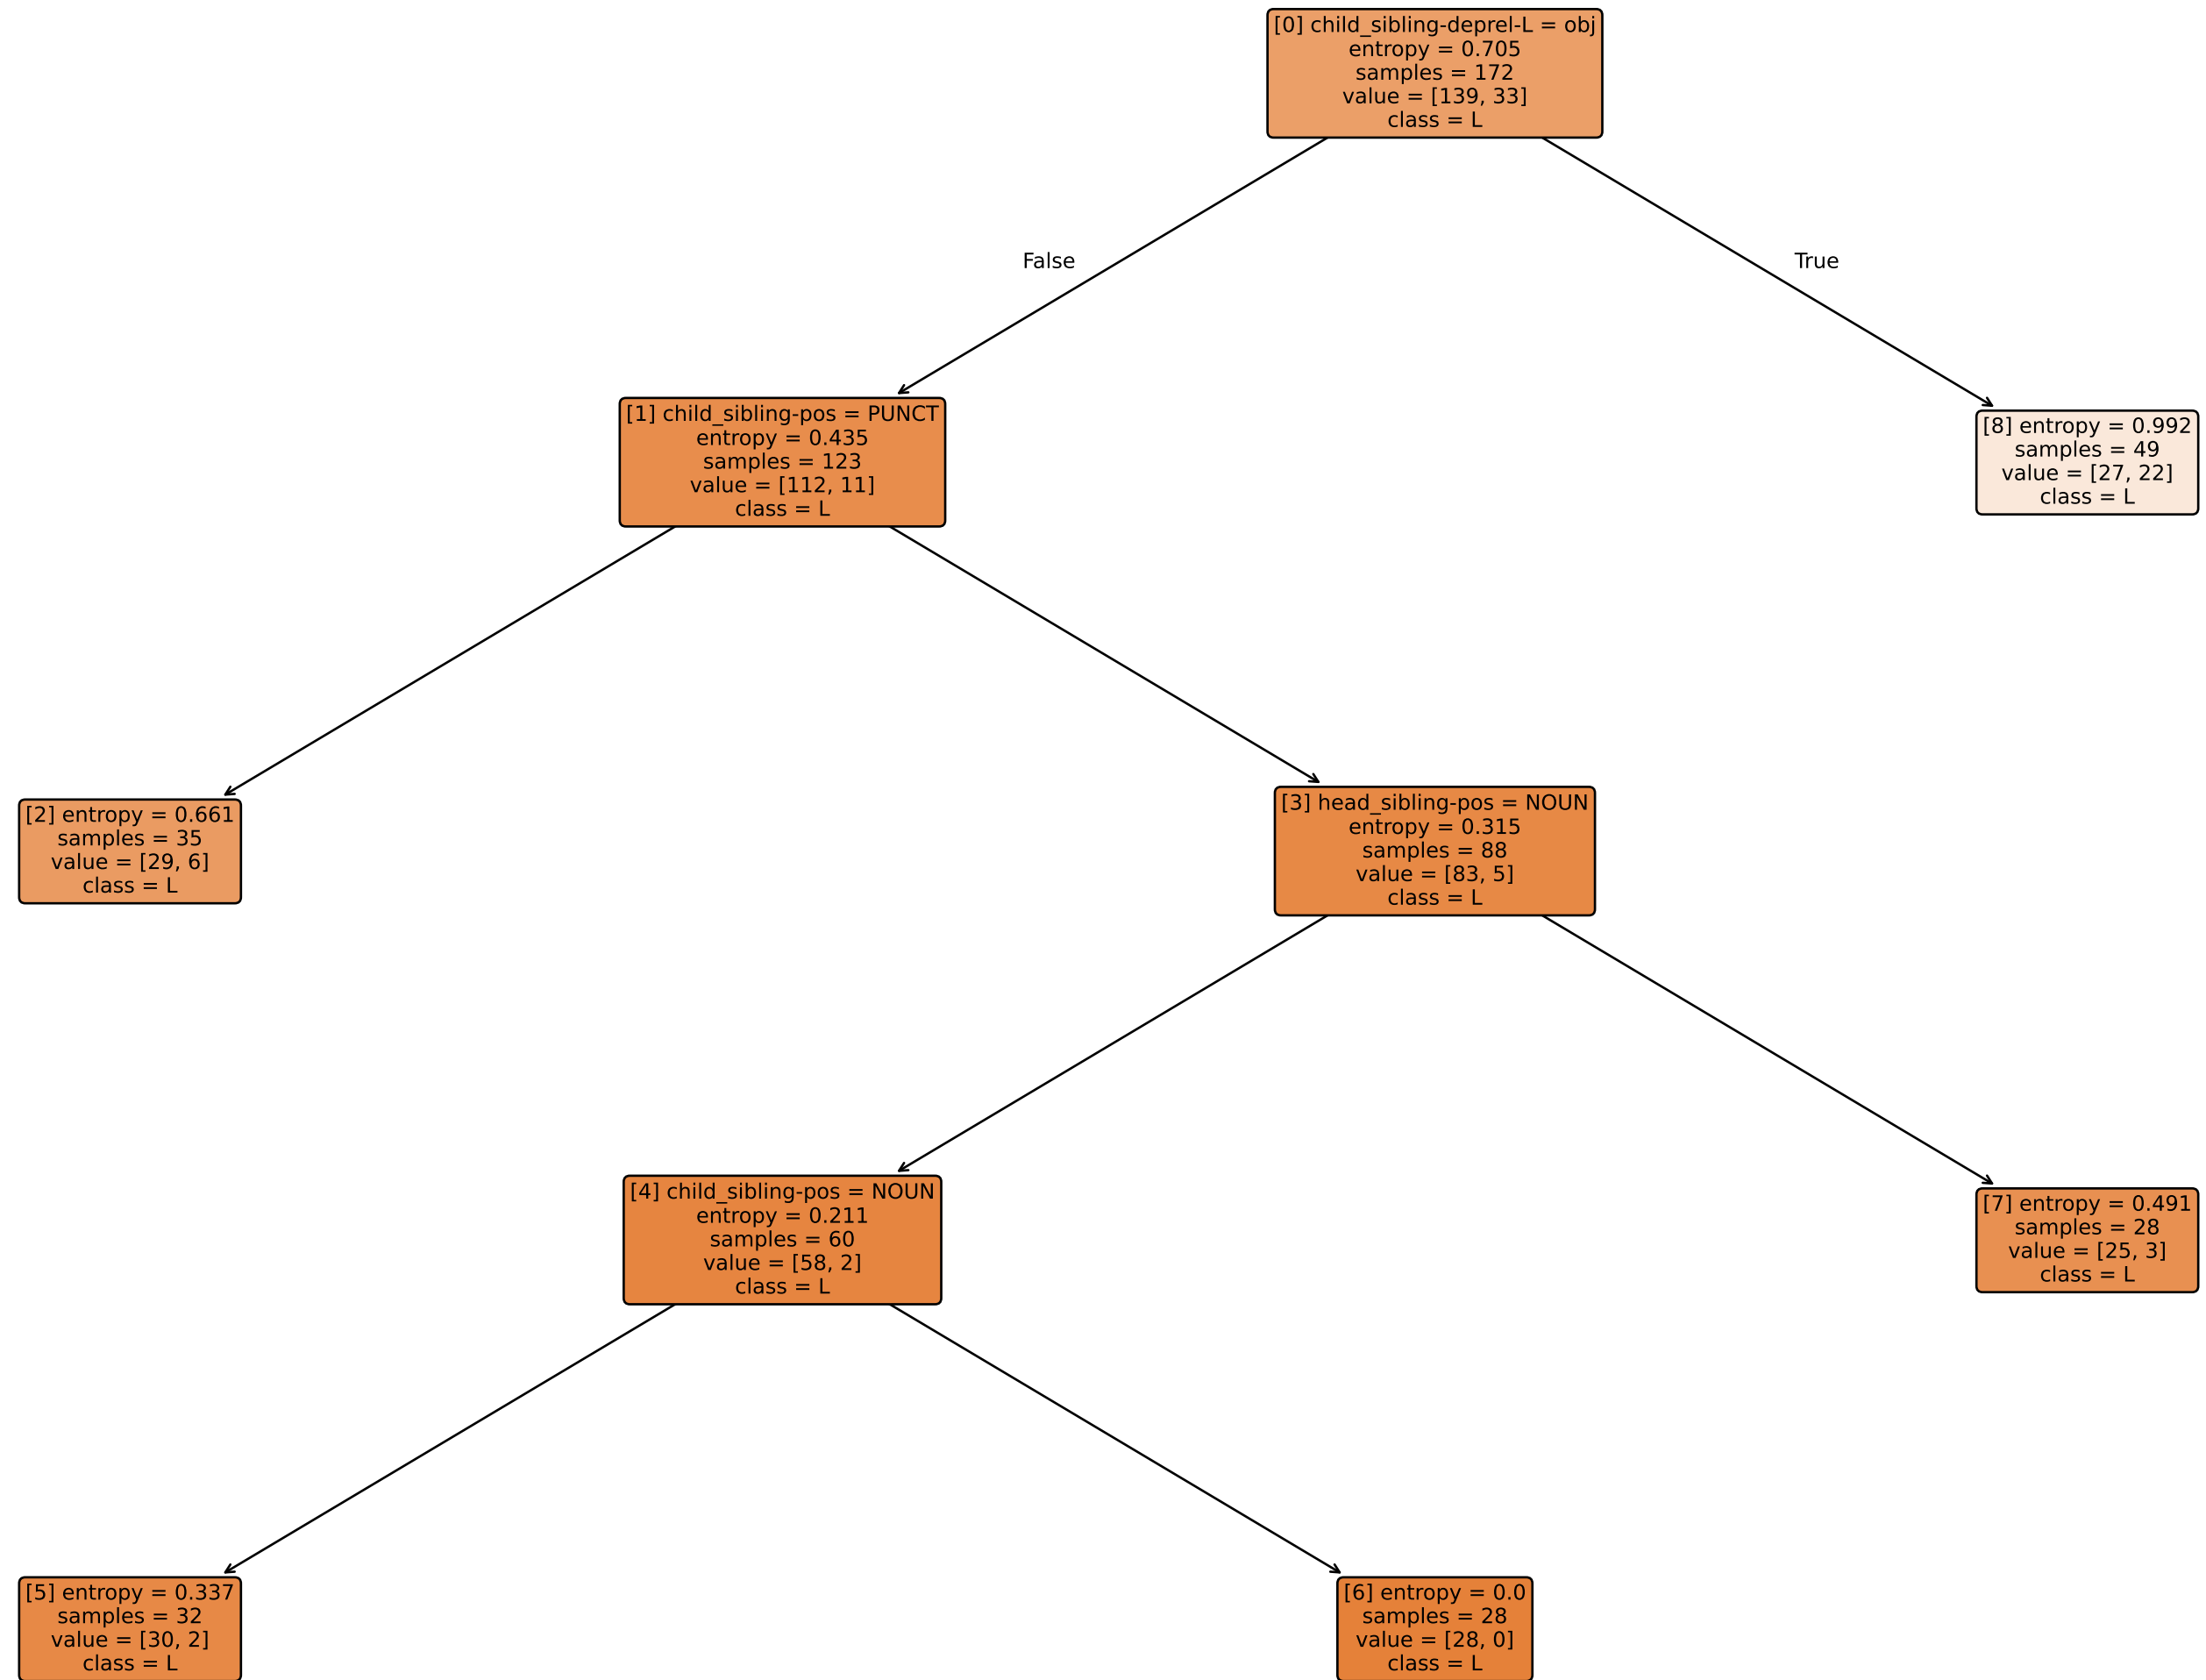 [0] child_sibling-deprel-L = obj
entropy = 0.705
samples = 172
value = [139, 33]
class = L
False
True
[1] child_sibling-pos = PUNCT
entropy = 0.435
samples = 123
value = [112, 11]
class = L
[8] entropy = 0.992
samples = 49
value = [27, 22]
class = L
[2] entropy = 0.661
samples = 35
value = [29, 6]
class = L
[3] head_sibling-pos = NOUN
entropy = 0.315
samples = 88
value = [83, 5]
class = L
[4] child_sibling-pos = NOUN
entropy = 0.211
samples = 60
value = [58, 2]
class = L
[7] entropy = 0.491
samples = 28
value = [25, 3]
class = L
[5] entropy = 0.337
samples = 32
value = [30, 2]
class = L
[6] entropy = 0.0
samples = 28
value = [28, 0]
class = L